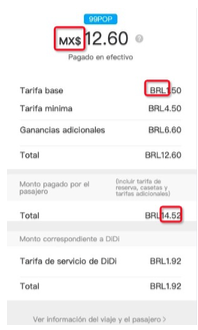 99POP
MX$12.60
Pagado en efectivo
Tarifa base BRL1.50
Tarifa mínima BRL4.50
Ganancias adicionales BRL6.60
Total BRL12.60
Monto pagado por el pasajero
(incluir tarifa de reserva, casetas y tarifas adicionales)
Total BRL14.52
Monto correspondiente a DiDi
Tarifa de servicio de DiDi BRL1.92
Total BRL1.92
Ver información del viaje y el pasajero >